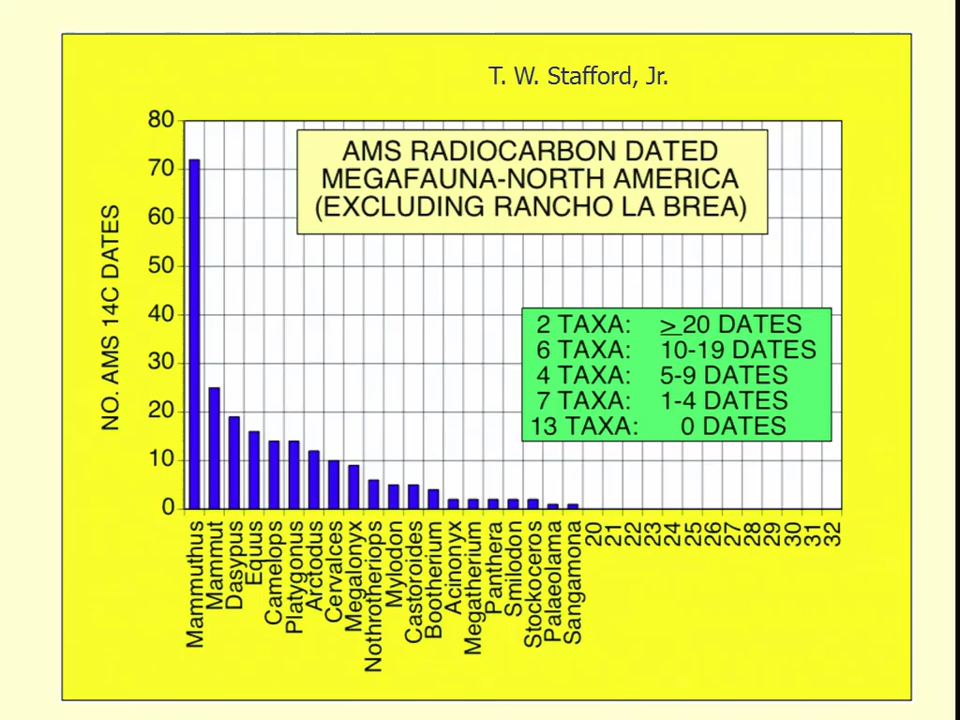 T. W. Stafford, Jr.
AMS RADIOCARBON DATED
MEGAFAUNA-NORTH AMERICA
(EXCLUDING RANCHO LA BREA)
NO. AMS 14C DATES
80
70
60
50
40
30
20
10
0
2 TAXA: ≥ 20 DATES
6 TAXA: 10-19 DATES
4 TAXA: 5-9 DATES
7 TAXA: 1-4 DATES
13 TAXA: 0 DATES
Mammuthus
Mammut
Dasypus
Equus
Camelops
Platygonus
Arctodus
Cervalces
Megalonyx
Nothrotheriops
Mylodon
Castoroides
Bootherium
Acinonyx
Megatherium
Panthera
Smilodon
Stockoceros
Palaeolama
Sangamona
20
21
22
23
24
25
26
27
28
29
30
31
32